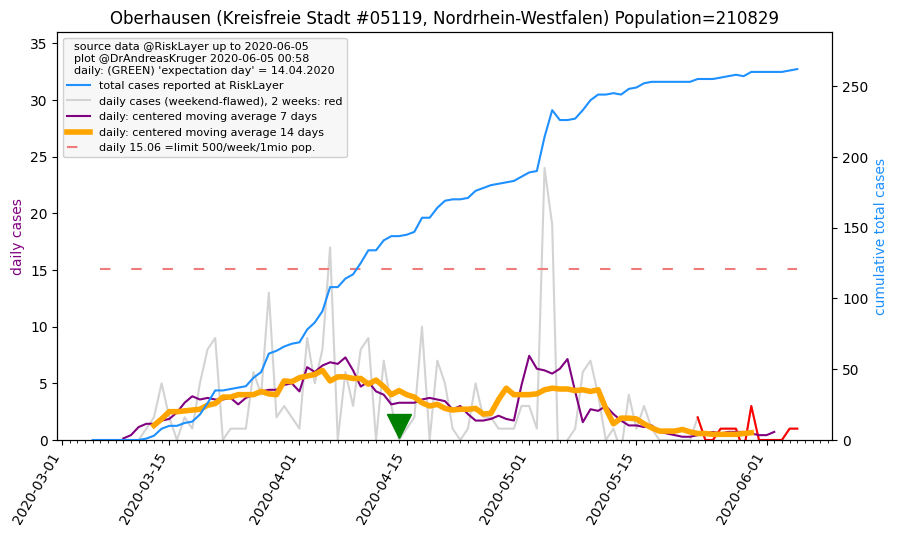 Oberhausen (Kreisfreie Stadt #05119, Nordrhein-Westfalen) Population=210829
source data @RiskLayer up to 2020-06-05
plot @DrAndreasKruger 2020-06-05 00:58
daily: (GREEN) 'expectation day' = 14.04.2020
total cases reported at RiskLayer
daily cases (weekend-flawed), 2 weeks: red
daily: centered moving average 7 days
daily: centered moving average 14 days
daily 15.06 =limit 500/week/1mio pop.
daily cases
35
30
25
20
15
10
5
0
cumulative total cases
250
200
150
100
50
0
2020-03-01
2020-03-15
2020-04-01
2020-04-15
2020-05-01
2020-05-15
2020-06-01